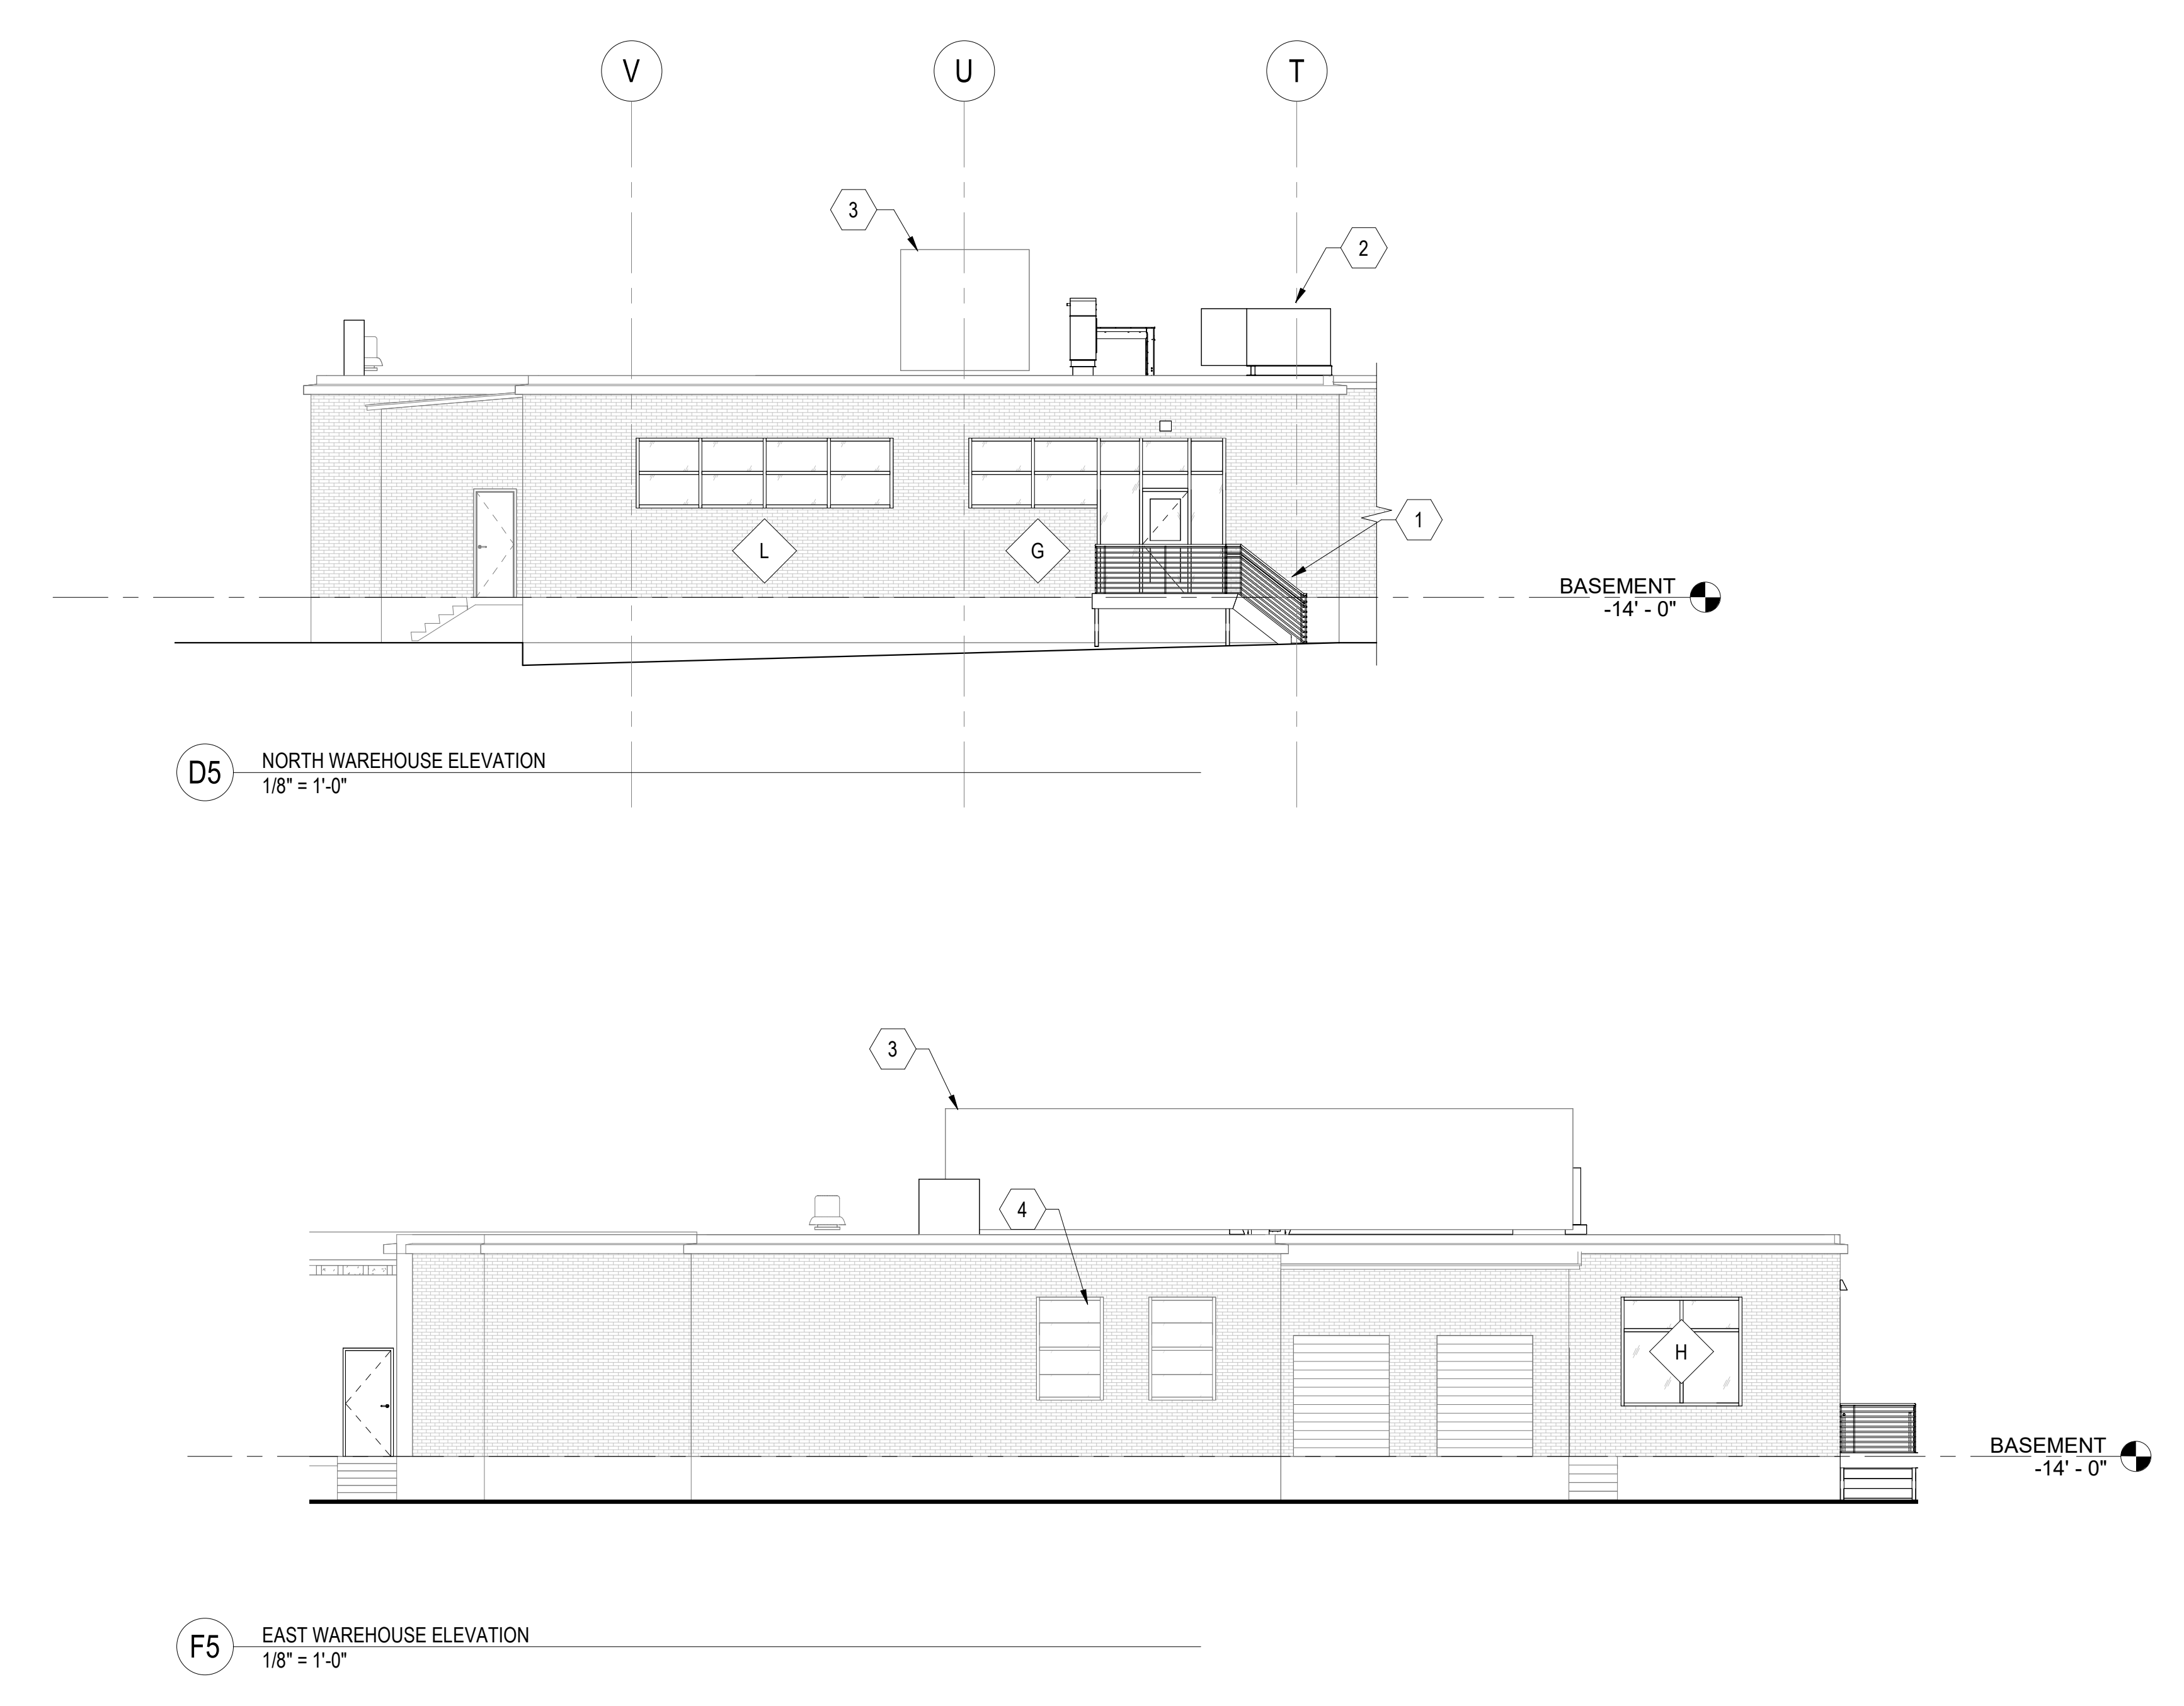 V
U
T
3
2
1
L
G
BASEMENT
-14' - 0"
D5
NORTH WAREHOUSE ELEVATION
1/8" = 1'-0"
3
4
H
BASEMENT
-14' - 0"
F5
EAST WAREHOUSE ELEVATION
1/8" = 1'-0"